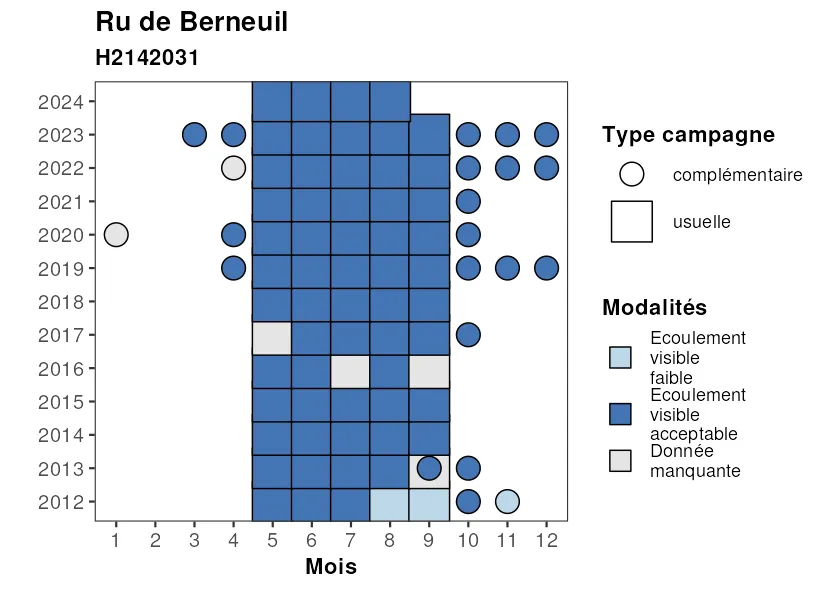 Ru de Berneuil
H2142031
2024
2023
2022
2021
2020
2019
2018
2017
2016
2015
2014
2013
2012
1 2 3 4 5 6 7 8 9 10 11 12
Mois
Type campagne
complémentaire
usuelle
Modalités
Ecoulement
visible
faible
Ecoulement
visible
acceptable
Donnée
manquante